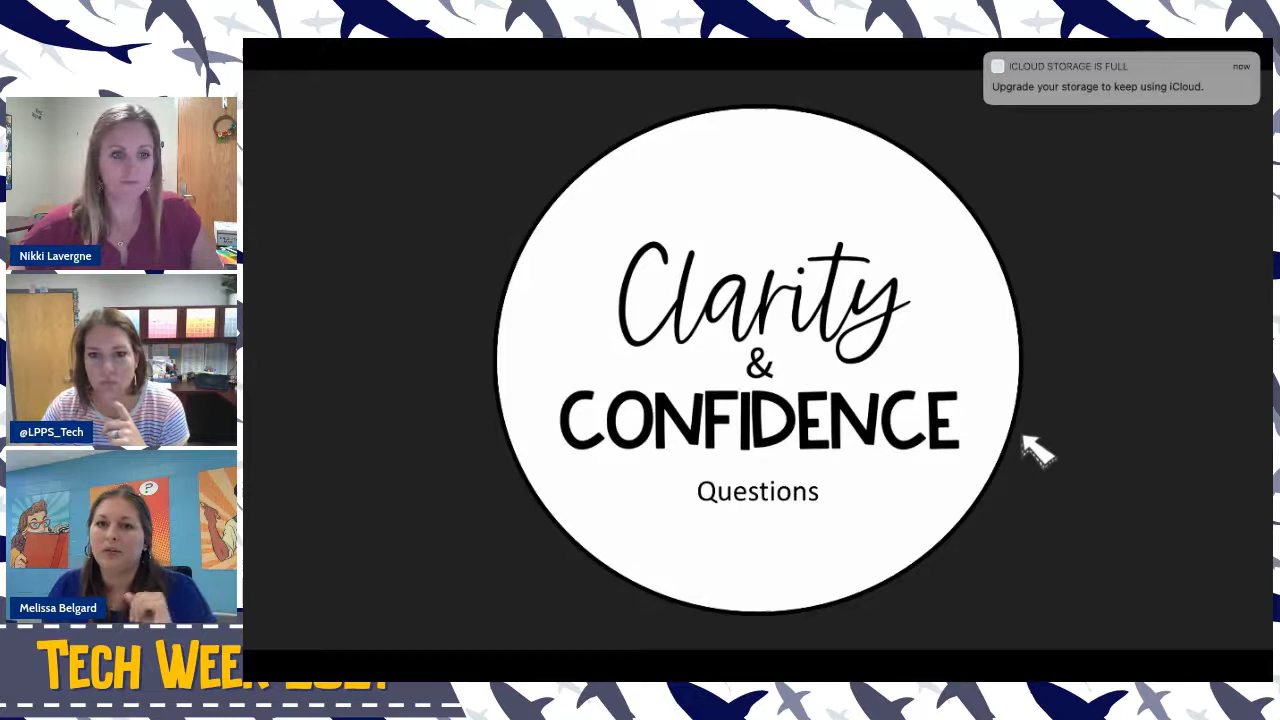 ICLOUD STORAGE IS FULL
now
Upgrade your storage to keep using iCloud.
Clarity
&
CONFIDENCE
Questions
Nikki Lavergne
@LPPS_Tech
?
Melissa Belgard
TECH WEEK